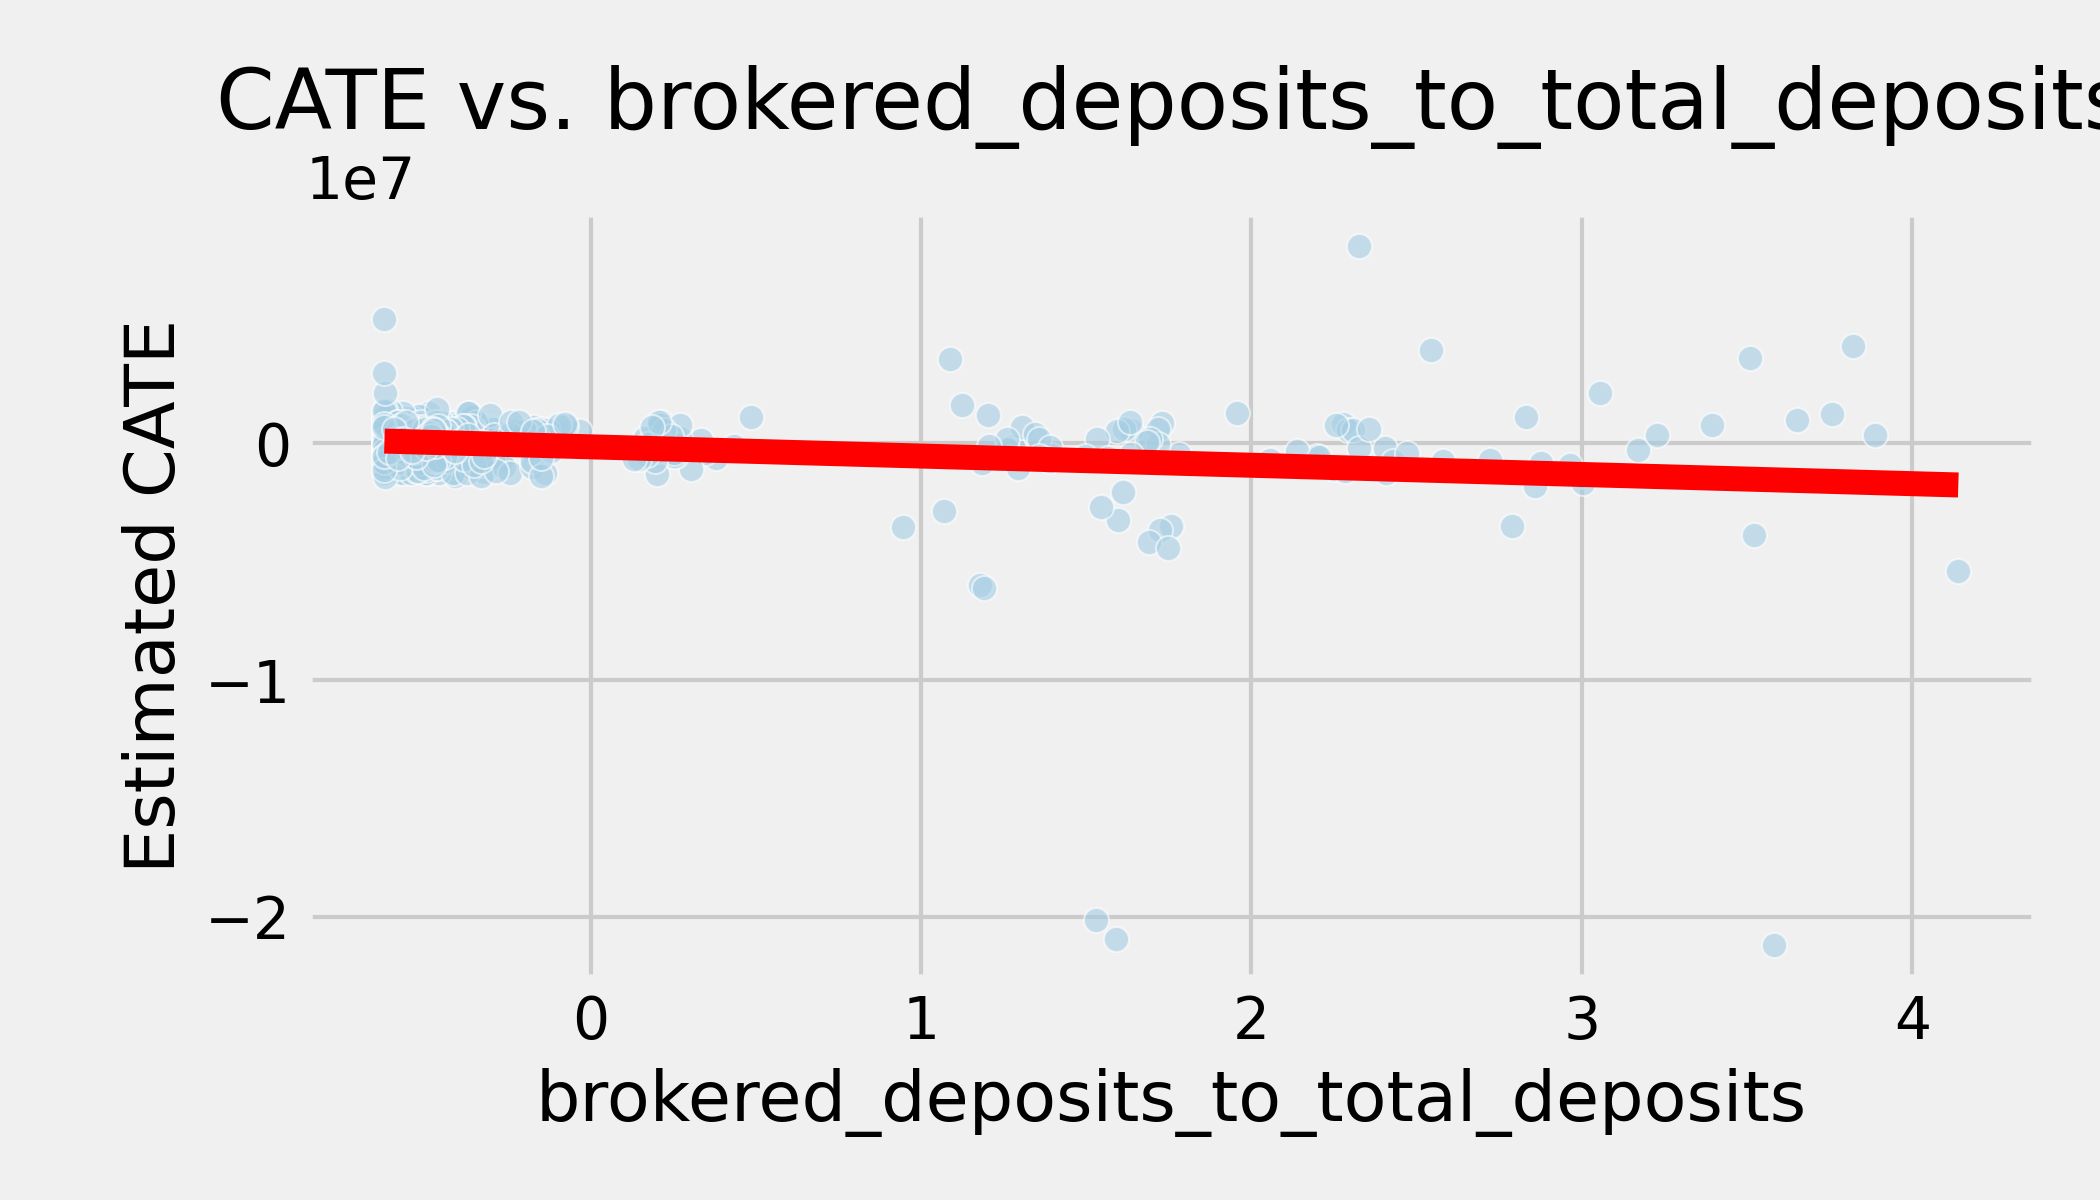 CATE vs. brokered_deposits_to_total_deposits
1e7
0
−1
−2
Estimated CATE
0 1 2 3 4
brokered_deposits_to_total_deposits